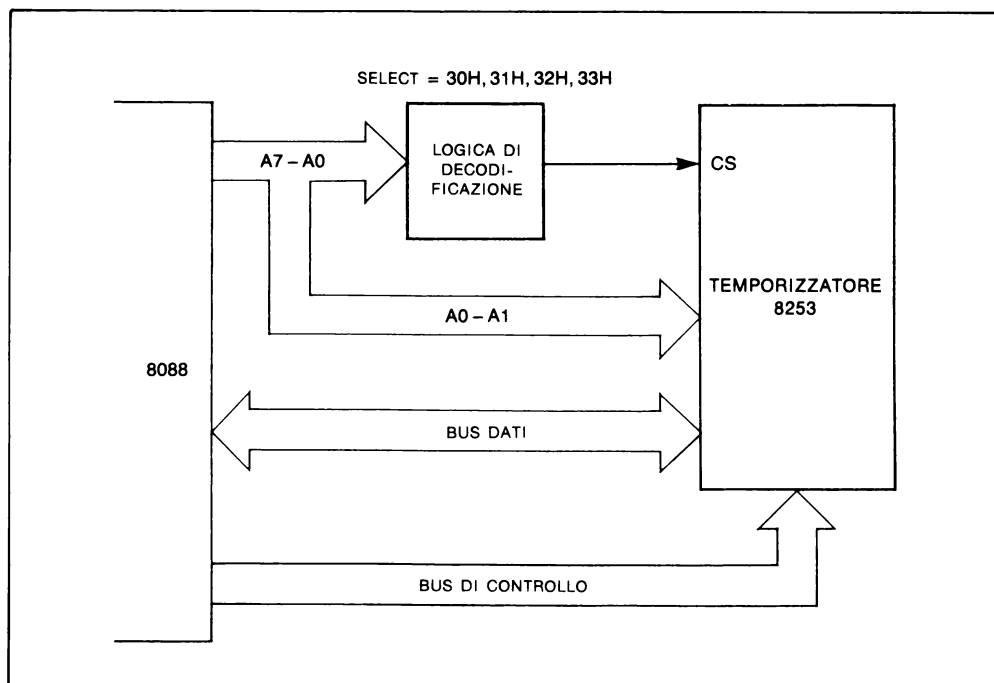 SELECT = 30H, 31H, 32H, 33H
A7 – A0
LOGICA DI
DECODI-
FICAZIONE
CS
TEMPORIZZATORE
8253
A0 – A1
8088
BUS DATI
BUS DI CONTROLLO